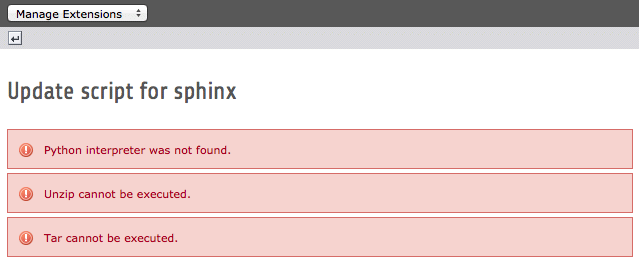 Manage Extensions
Update script for sphinx
Python interpreter was not found.
Unzip cannot be executed.
Tar cannot be executed.